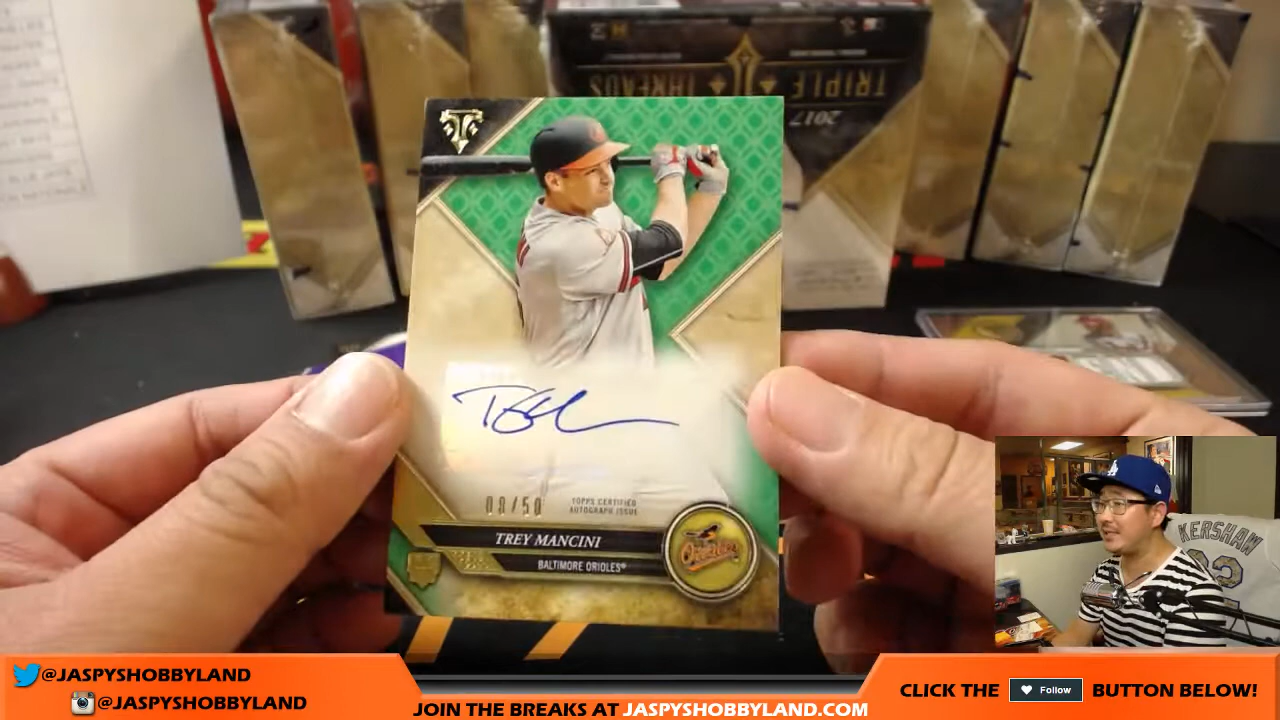 TRIPLE THREADS
2017
09/50
TOPPS CERTIFIED
AUTOGRAPH ISSUE
TREY MANCINI
BALTIMORE ORIOLES®
Orioles
KERSHAW
@JASPYSHOBBYLAND
@JASPYSHOBBYLAND
JOIN THE BREAKS AT JASPYSHOBBYLAND.COM
CLICK THE Follow BUTTON BELOW!